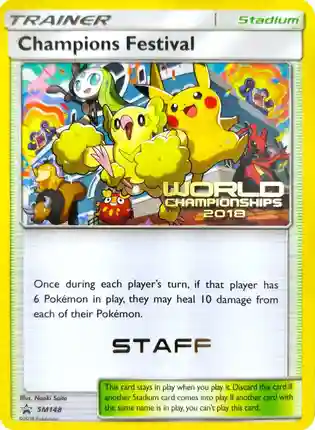 TRAINER Stadium
Champions Festival
WORLD
CHAMPIONSHIPS
2018
Once during each player's turn, if that player has
6 Pokémon in play, they may heal 10 damage from
each of their Pokémon.
STAFF
Illus. Naoki Saito
SM148
©2018 Pokémon
This card stays in play when you play it. Discard this card if
another Stadium card comes into play. If another card with
the same name is in play, you can't play this card.